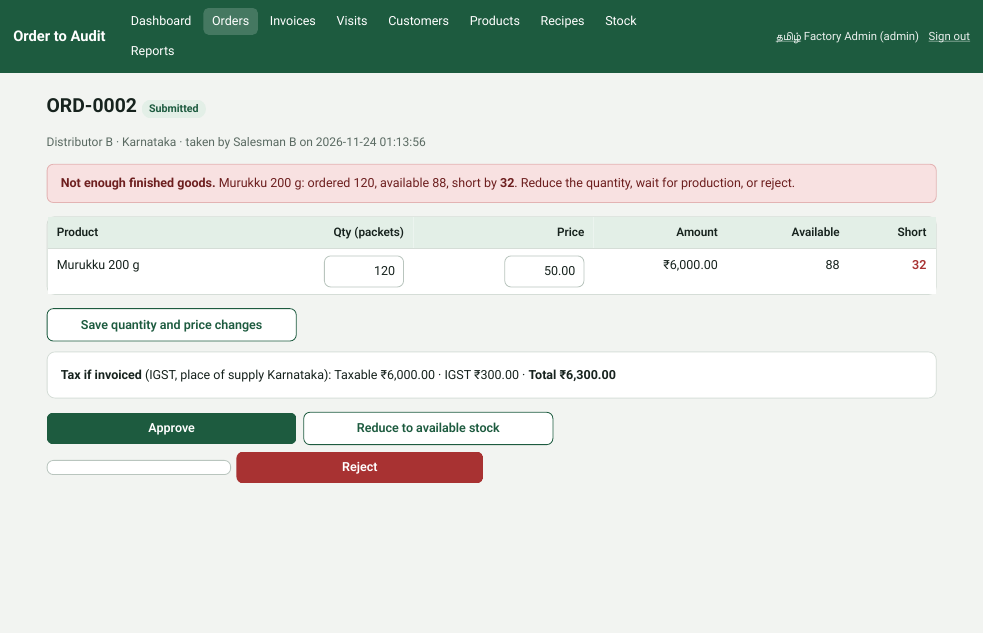 Order to Audit
Dashboard Orders Invoices Visits Customers Products Recipes Stock
Reports
தமிழ் Factory Admin (admin) Sign out
ORD-0002 Submitted
Distributor B · Karnataka · taken by Salesman B on 2026-11-24 01:13:56
Not enough finished goods. Murukku 200 g: ordered 120, available 88, short by 32. Reduce the quantity, wait for production, or reject.
Product Qty (packets) Price Amount Available Short
Murukku 200 g 120 50.00 ₹6,000.00 88 32
Save quantity and price changes
Tax if invoiced (IGST, place of supply Karnataka): Taxable ₹6,000.00 · IGST ₹300.00 · Total ₹6,300.00
Approve Reduce to available stock
Reject